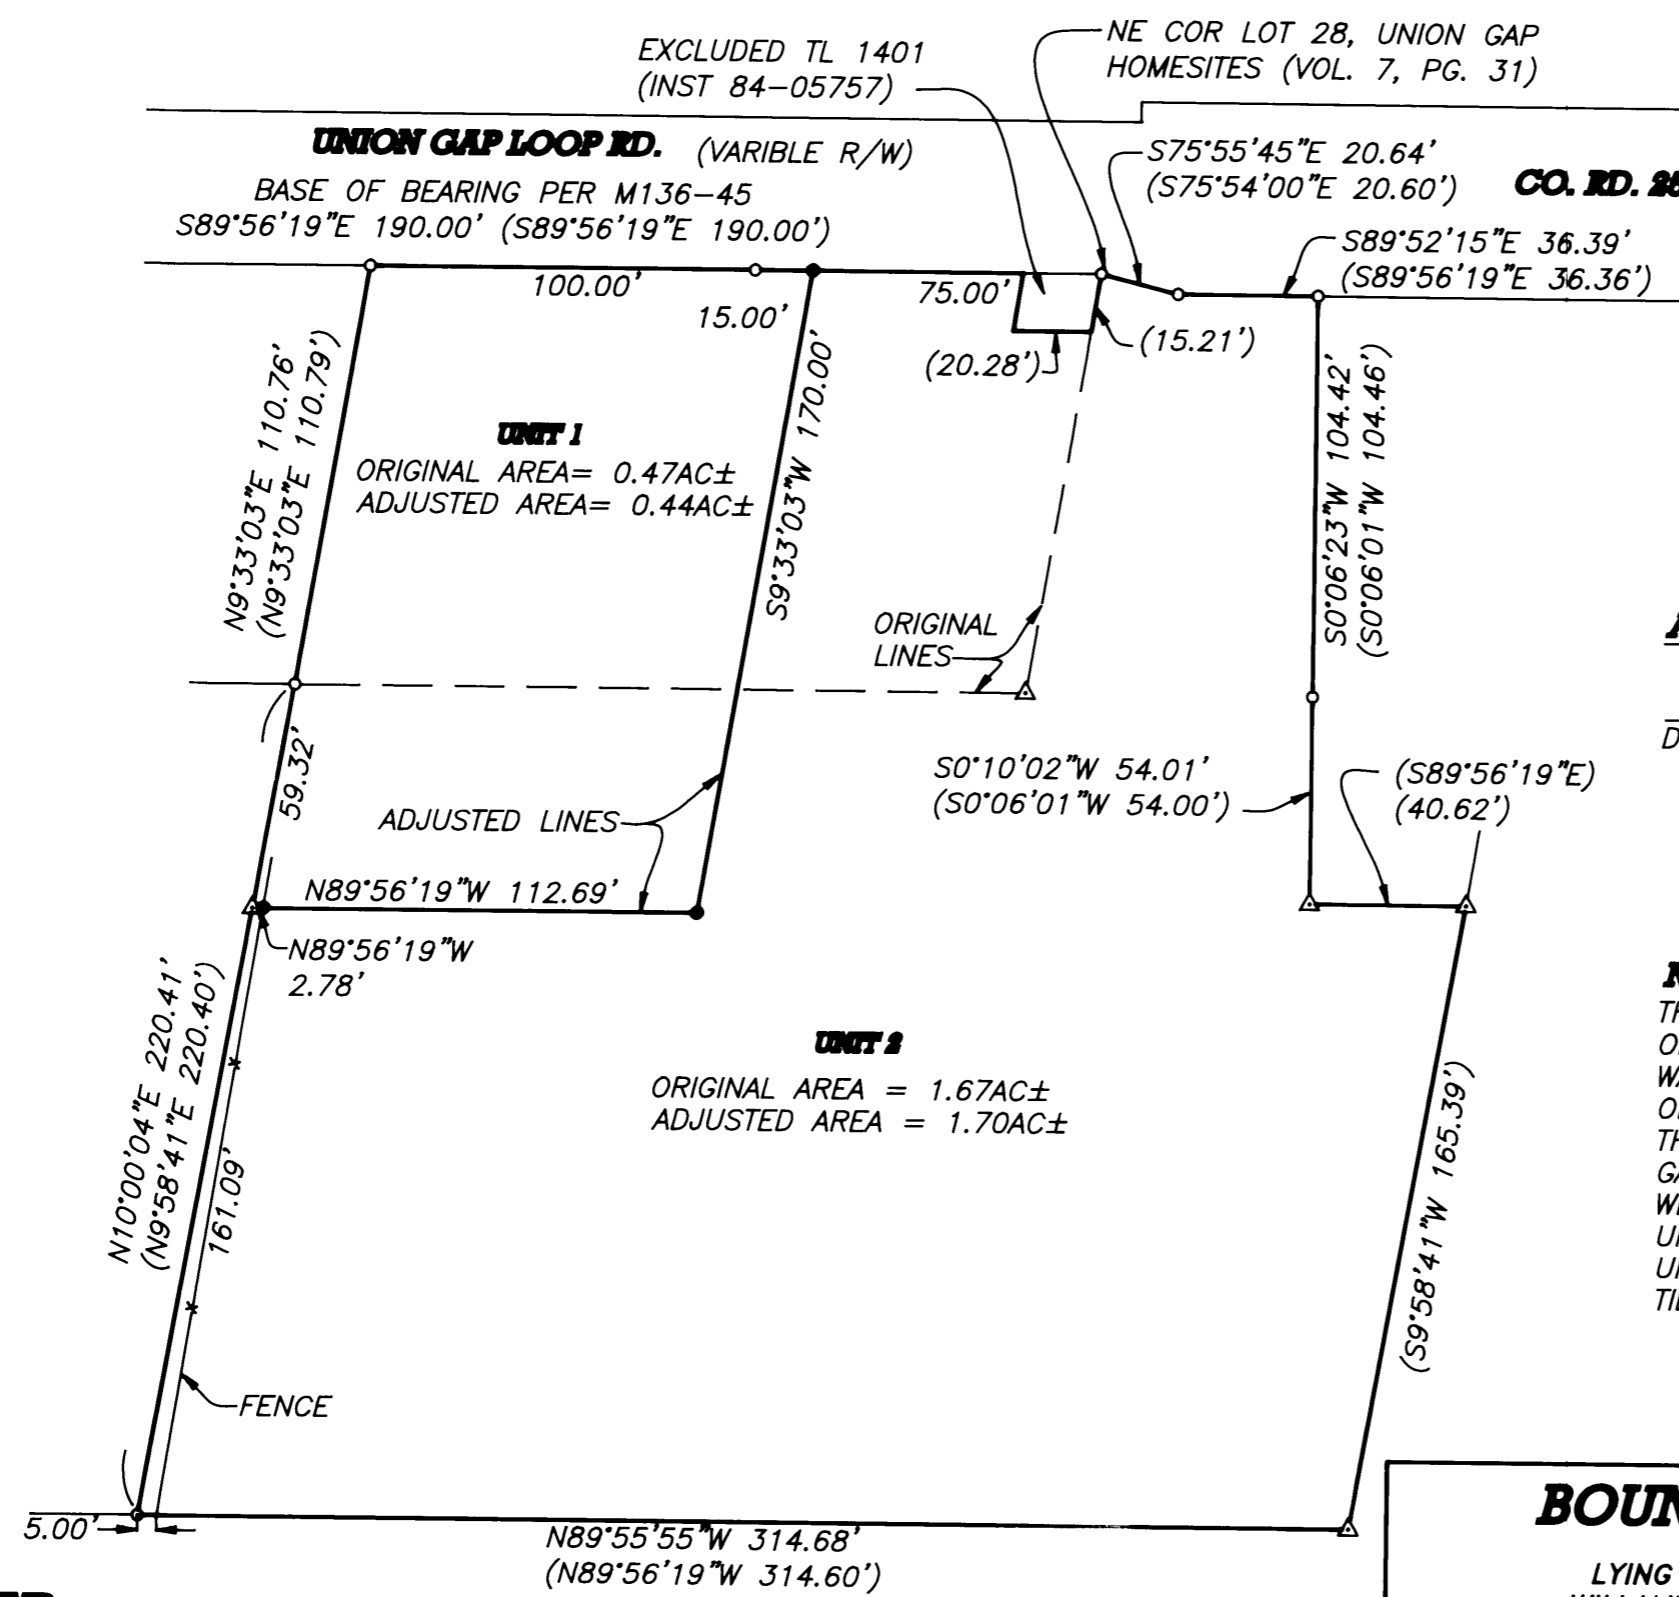 EXCLUDED TL 1401
(INST 84-05757)
NE COR LOT 28, UNION GAP
HOMESITES (VOL. 7, PG. 31)
UNION GAP LOOP RD. (VARIBLE R/W)
S75°55'45"E 20.64'
(S75°54'00"E 20.60')
CO. RD. 25
BASE OF BEARING PER M136-45
S89°56'19"E 190.00' (S89°56'19"E 190.00')
S89°52'15"E 36.39'
(S89°56'19"E 36.36')
100.00'
15.00'
75.00'
(20.28')
(15.21')
N9°33'03"E 110.76'
(N9°33'03"E 110.79')
UNIT 1
ORIGINAL AREA= 0.47AC±
ADJUSTED AREA= 0.44AC±
S9°33'03"W 170.00'
S0°06'23"W 104.42'
(S0°06'01"W 104.46')
ORIGINAL
LINES
59.32'
ADJUSTED LINES
S0°10'02"W 54.01'
(S0°06'01"W 54.00')
(S89°56'19"E)
(40.62')
D
N89°56'19"W 112.69'
N89°56'19"W
2.78'
N10°00'04"E 220.41'
(N9°58'41"E 220.40')
161.09'
UNIT 2
ORIGINAL AREA = 1.67AC±
ADJUSTED AREA = 1.70AC±
(S9°58'41"W 165.39')
FENCE
5.00'
N89°55'55"W 314.68'
(N89°56'19"W 314.60')
TH
WA
TH
GA
BOUN
LYING